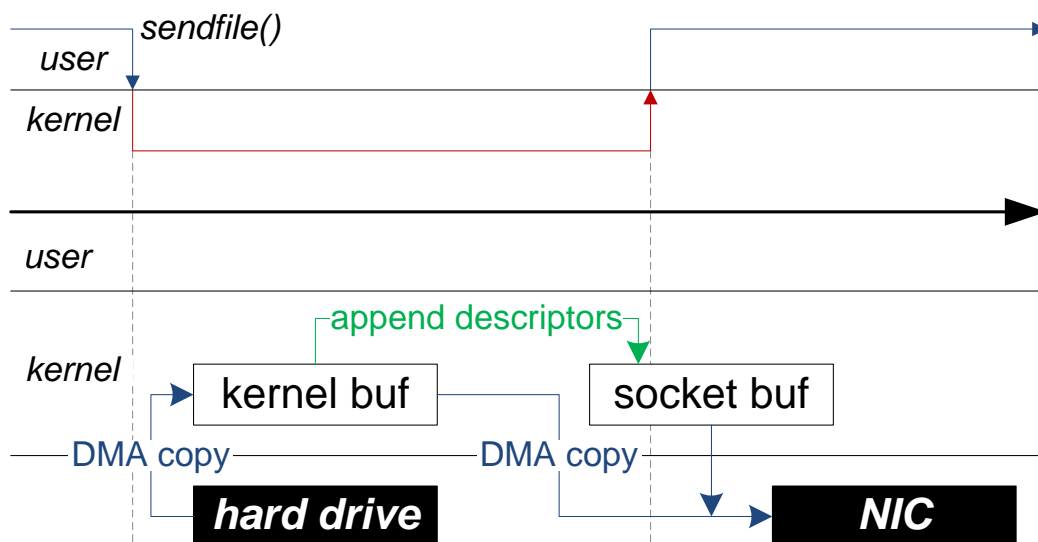 sendfile()
user
kernel
user
append descriptors
kernel
kernel buf
socket buf
DMA copy
DMA copy
hard drive
NIC